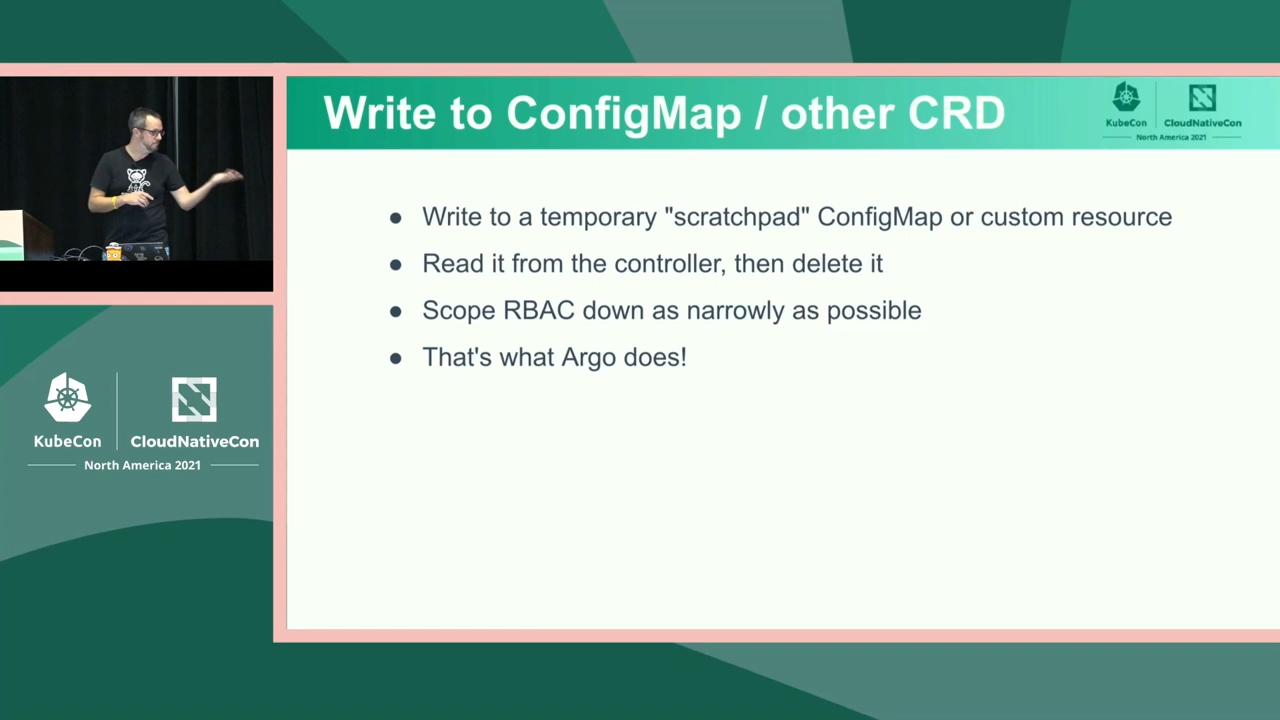 Write to ConfigMap / other CRD
KubeCon
CloudNativeCon
North America 2021
● Write to a temporary "scratchpad" ConfigMap or custom resource
● Read it from the controller, then delete it
● Scope RBAC down as narrowly as possible
● That's what Argo does!
KubeCon
CloudNativeCon
North America 2021